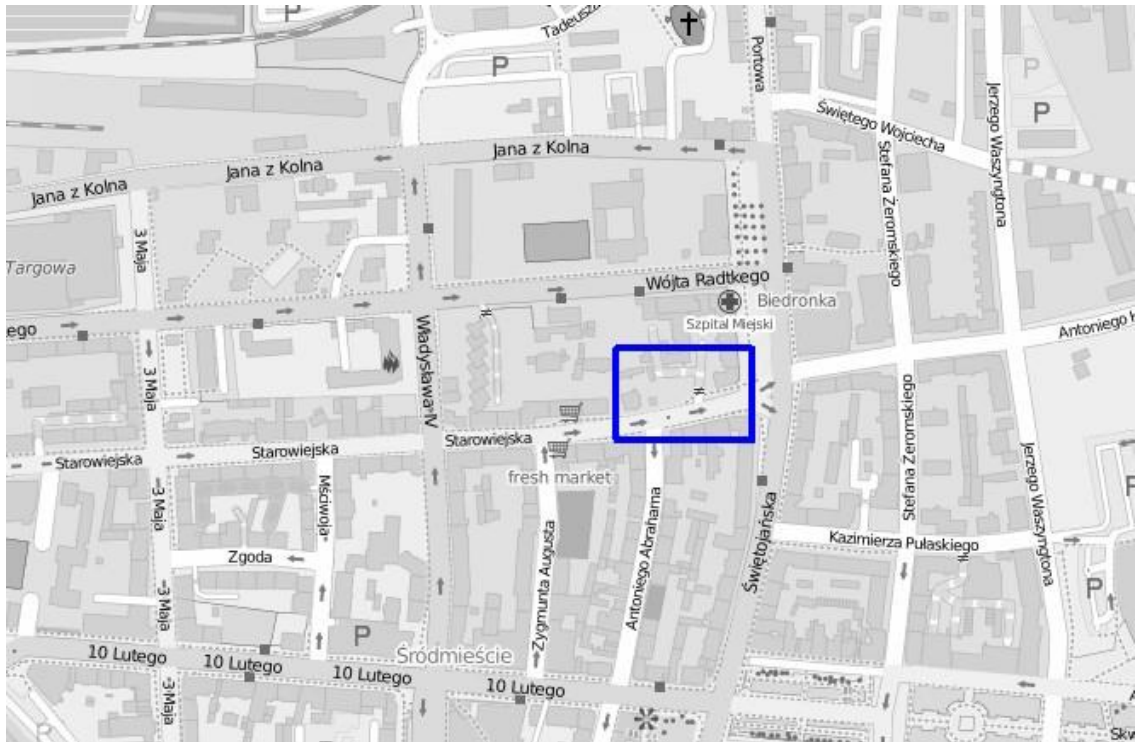 P
Tadeusza
P
Portowa
P
Świętego Wojciecha
Jerzego Waszyngtona
P
Jana z Kolna
Jana z Kolna
Jana z Kolna
Stefana Żeromskiego
3 Maja
Targowa
Wójta Radtkego
Biedronka
Szpital Miejski
ego
Władysława IV
Antoniego
3 Maja
Starowiejska
Starowiejska
Starowiejska
fresh market
Stefana Żeromskiego
Jerzego Waszyngtona
3 Maja
Mściwoja
Zygmunta Augusta
Antoniego Abrahama
Świętojańska
Kazimierza Pułaskiego
P
Zgoda
3 Maja
P
P
Śródmieście
10 Lutego
10 Lutego
10 Lutego
10 Lutego
3 Maja
A
P
Skw